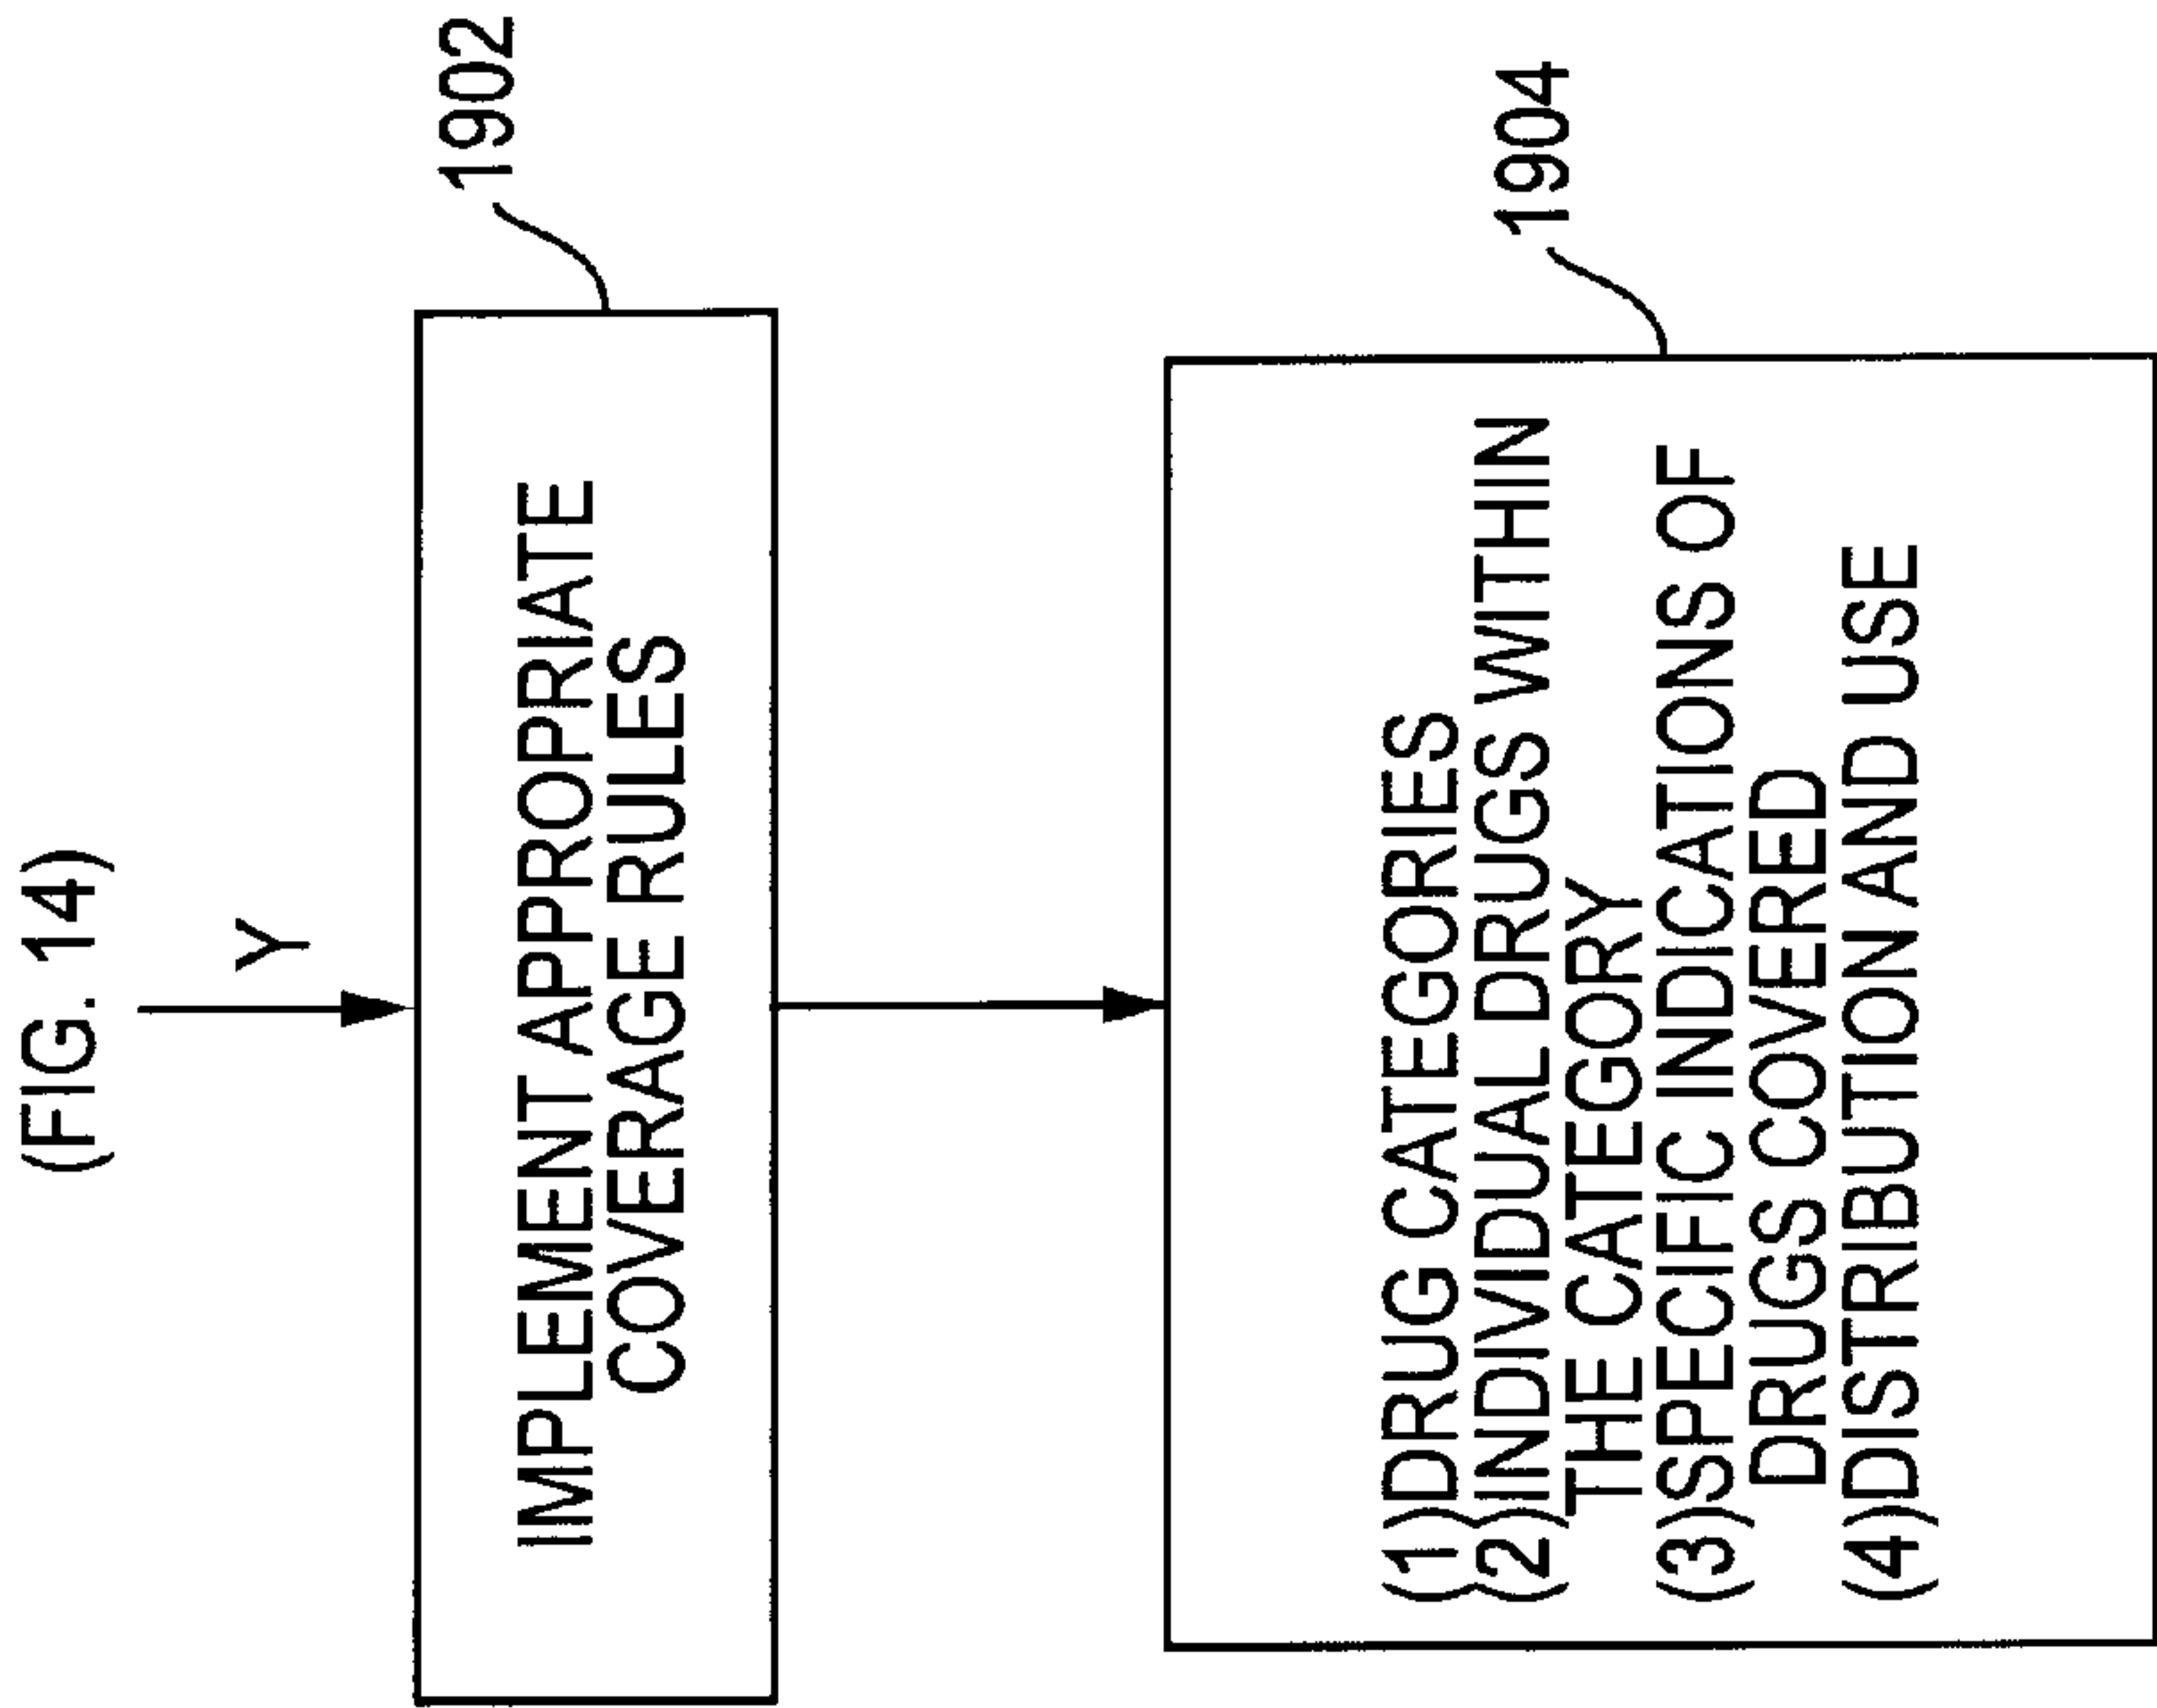 (FIG. 14)
Y
1902
IMPLEMENT APPROPRIATE
COVERAGE RULES
1904
(1)DRUG CATEGORIES
(2)INDIVIDUAL DRUGS WITHIN
THE CATEGORY
(3)SPECIFIC INDICATIONS OF
DRUGS COVERED
(4)DISTRIBUTION AND USE